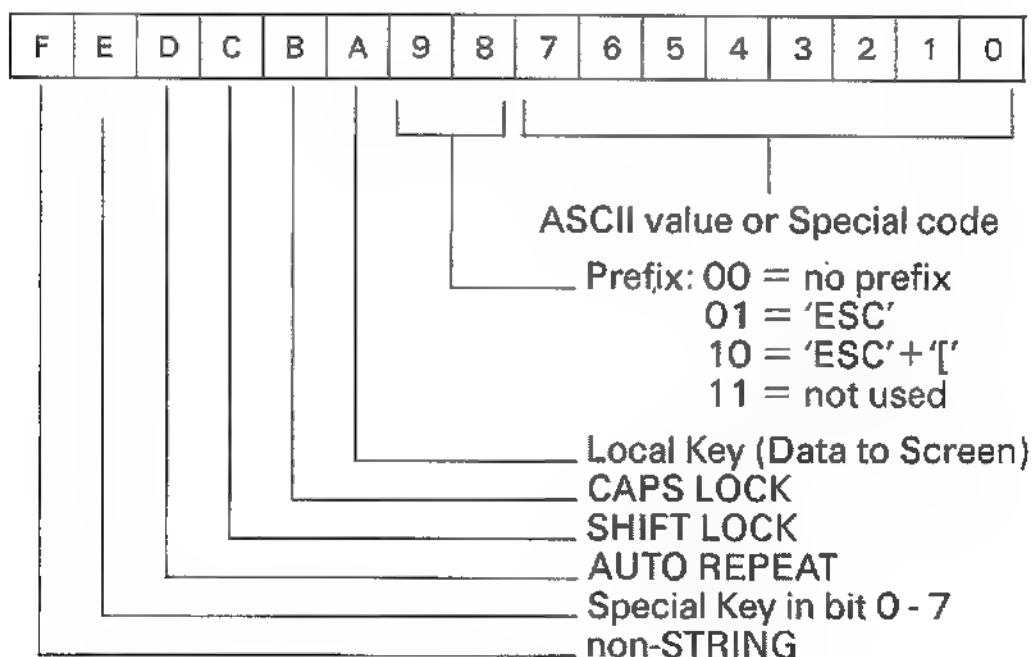 F E D C B A 9 8 7 6 5 4 3 2 1 0
ASCII value or Special code
Prefix: 00 = no prefix
01 = 'ESC'
10 = 'ESC'+'['
11 = not used
Local Key (Data to Screen)
CAPS LOCK
SHIFT LOCK
AUTO REPEAT
Special Key in bit 0 - 7
non-STRING